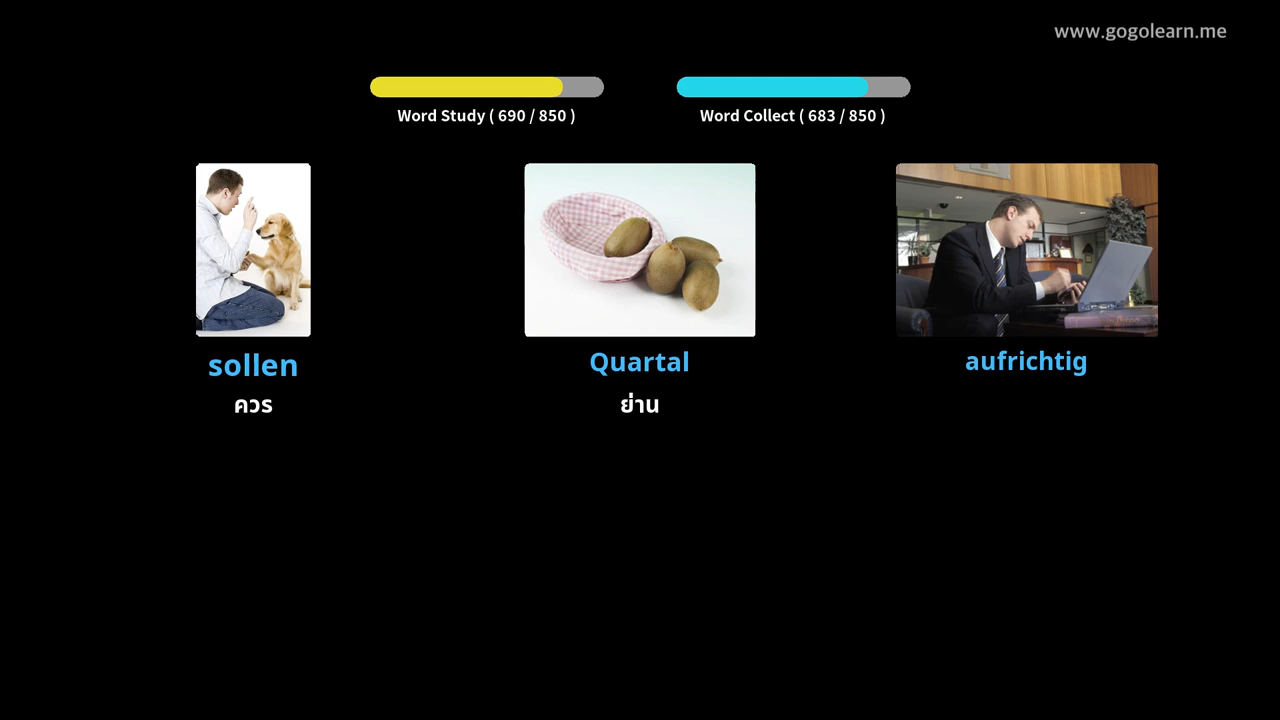 www.gogolearn.me
Word Study ( 690 / 850 )
Word Collect ( 683 / 850 )
sollen
Quartal
aufrichtig
ควร
ย่าน